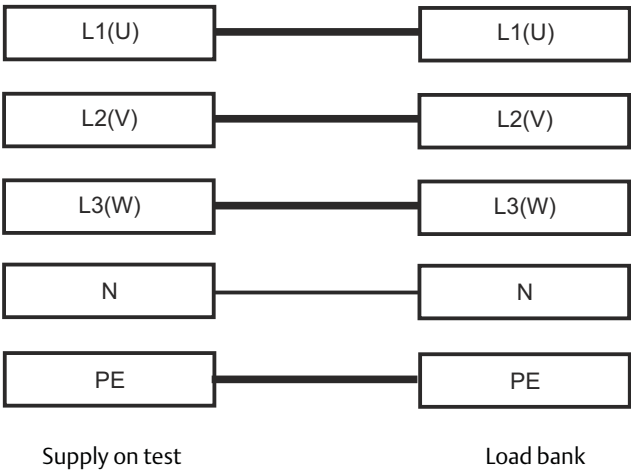 L1(U) L1(U)
L2(V) L2(V)
L3(W) L3(W)
N N
PE PE
Supply on test Load bank